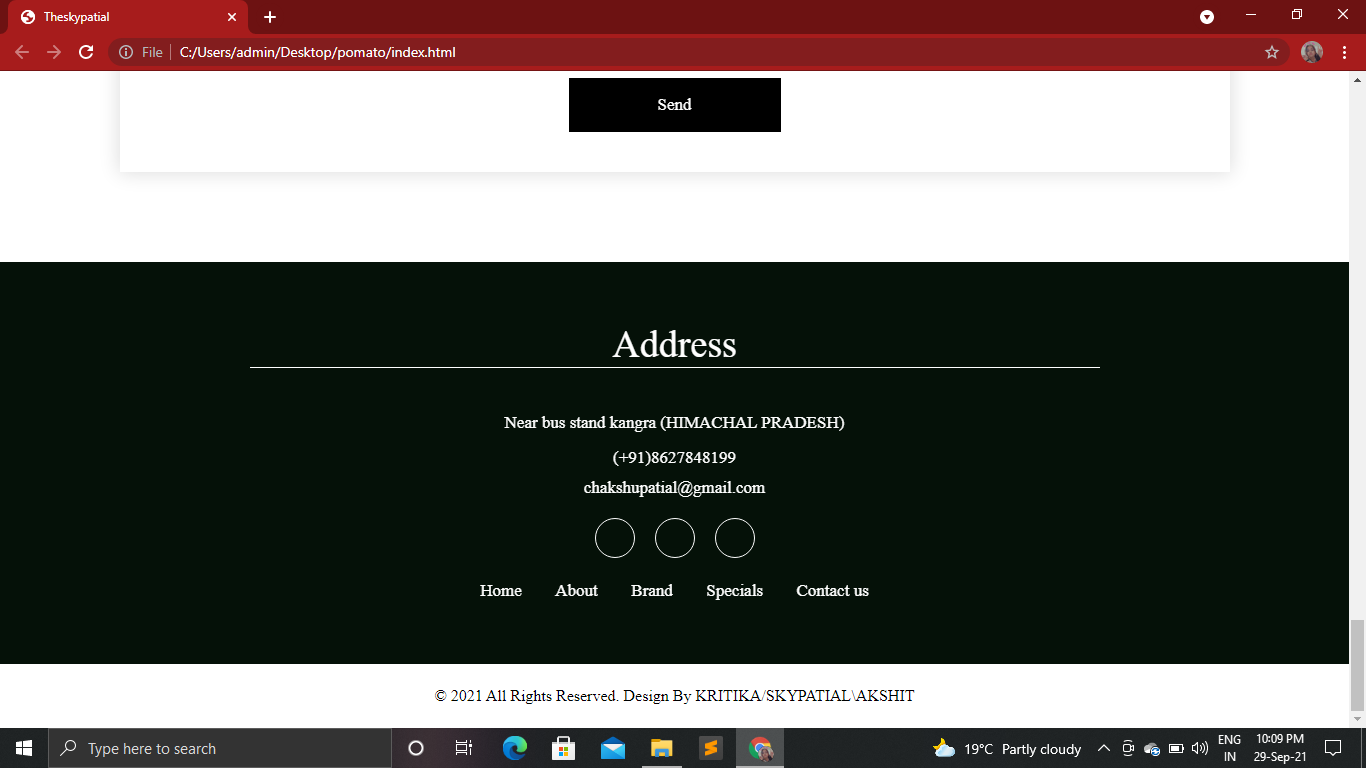 Theskypatial
File C:/Users/admin/Desktop/pomato/index.html
Send
Address
Near bus stand kangra (HIMACHAL PRADESH)
(+91)8627848199
chakshupatial@gmail.com
Home About Brand Specials Contact us
© 2021 All Rights Reserved. Design By KRITIKA/SKYPATIAL\AKSHIT
Type here to search
19°C Partly cloudy
ENG
IN
10:09 PM
29-Sep-21